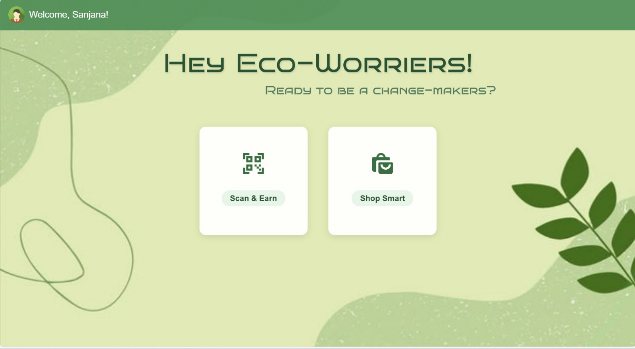 Welcome, Sanjana!
Hey Eco-Worriers!
Ready to be a change-makers?
Scan & Earn
Shop Smart